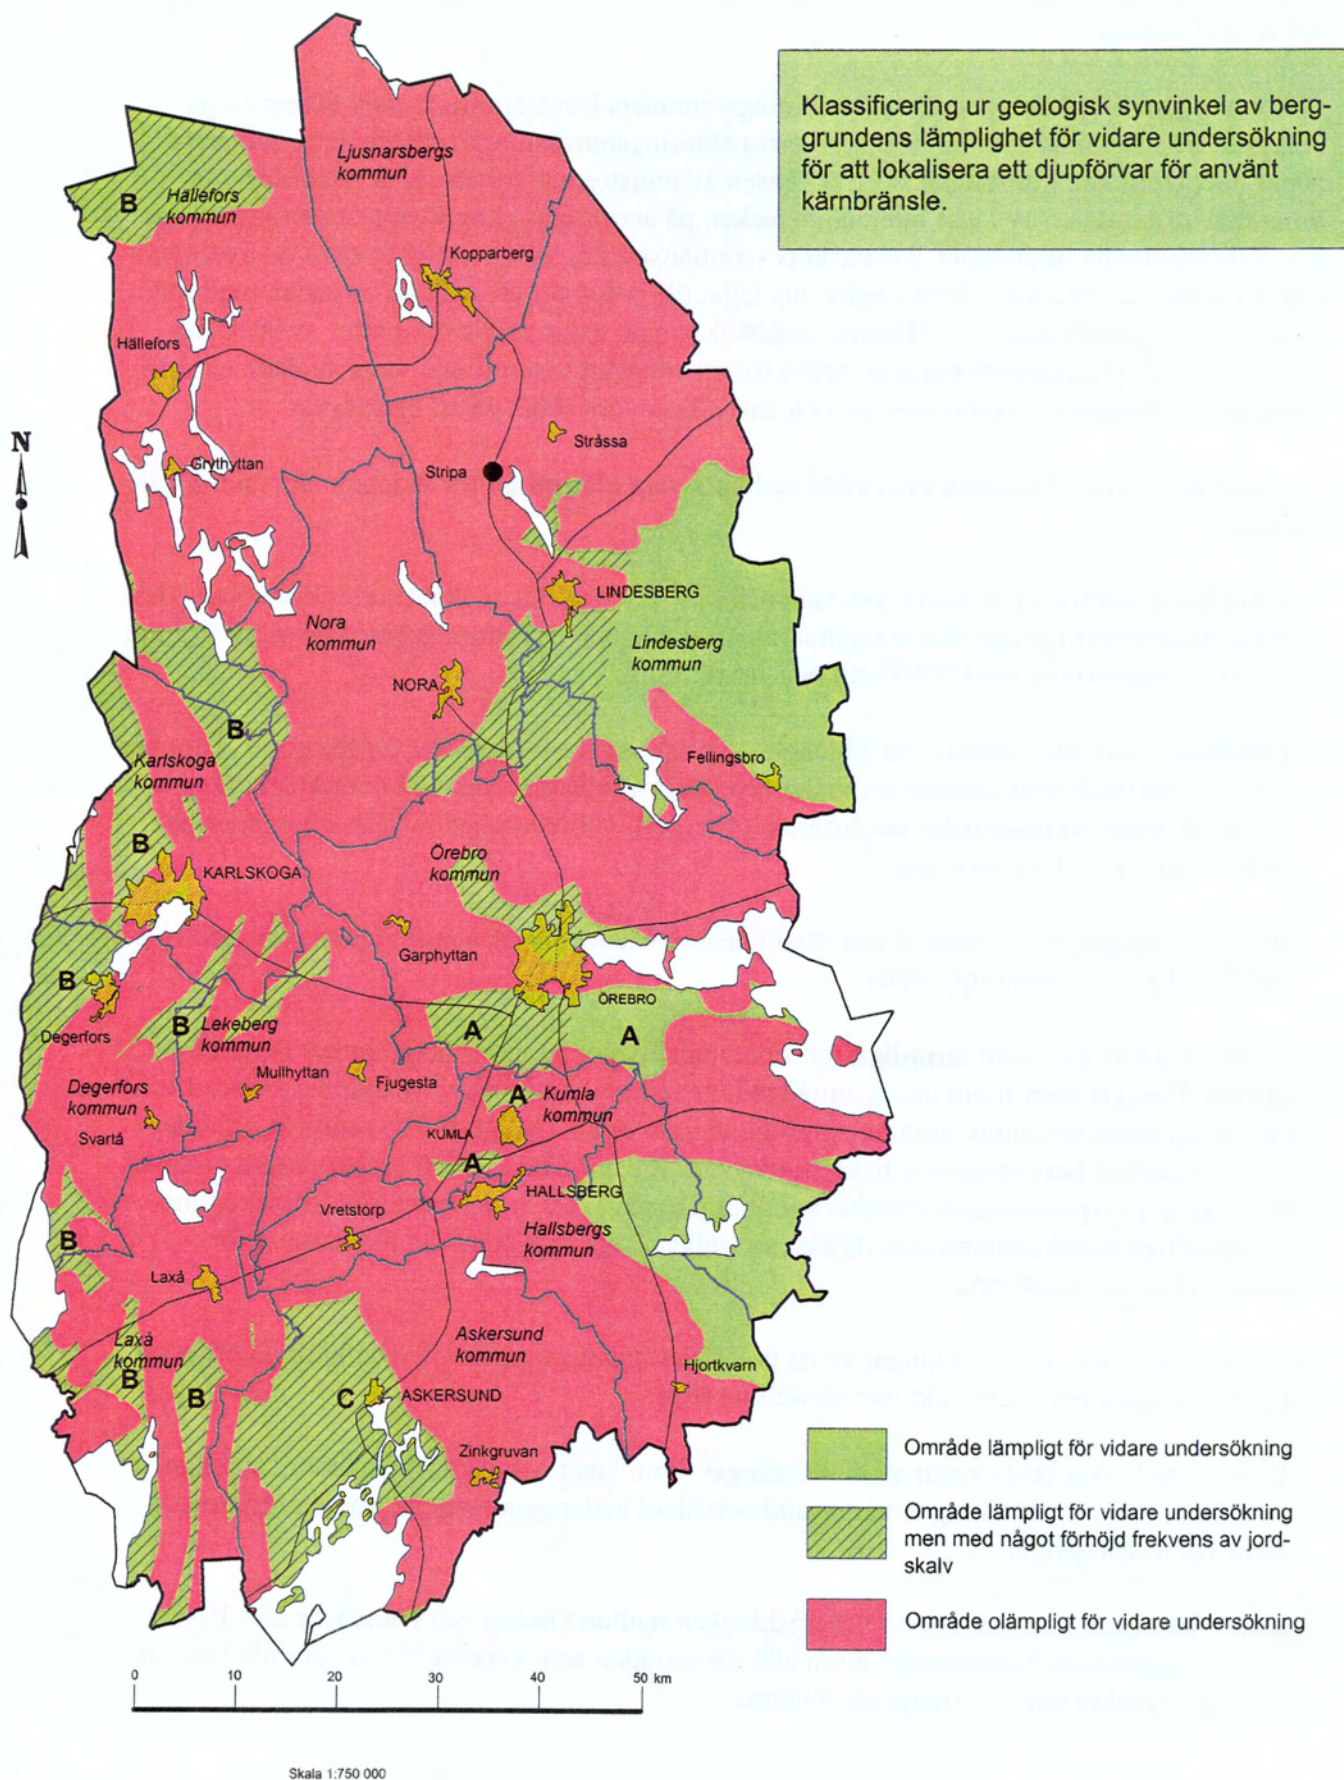 Klassificering ur geologisk synvinkel av berg-
grundens lämplighet för vidare undersökning
för att lokalisera ett djupförvar för använt
kärnbränsle.
Ljusnarsbergs
kommun
B
Hällefors
kommun
Kopparberg
Hällefors
Stråssa
N
Grythyttan
Stripa
LINDESBERG
Nora
kommun
Lindesberg
kommun
NORA
B
Karlskoga
kommun
Fellingsbro
B
Örebro
kommun
KARLSKOGA
B
Garphyttan
B
ÖREBRO
Degerfors
B
Lekeberg
kommun
A
A
Mullhyttan
Fjugesta
Degerfors
kommun
A
Kumla
kommun
Svartå
KUMLA
A
HALLSBERG
Vretstorp
Hallsbergs
kommun
B
Laxå
Laxå
kommun
Askersund
kommun
Hjortkvarn
B
B
C
ASKERSUND
Zinkgruvan
Område lämpligt för vidare undersökning
Område lämpligt för vidare undersökning
men med något förhöjd frekvens av jord-
skalv
Område olämpligt för vidare undersökning
0 10 20 30 40 50 km
Skala 1:750 000